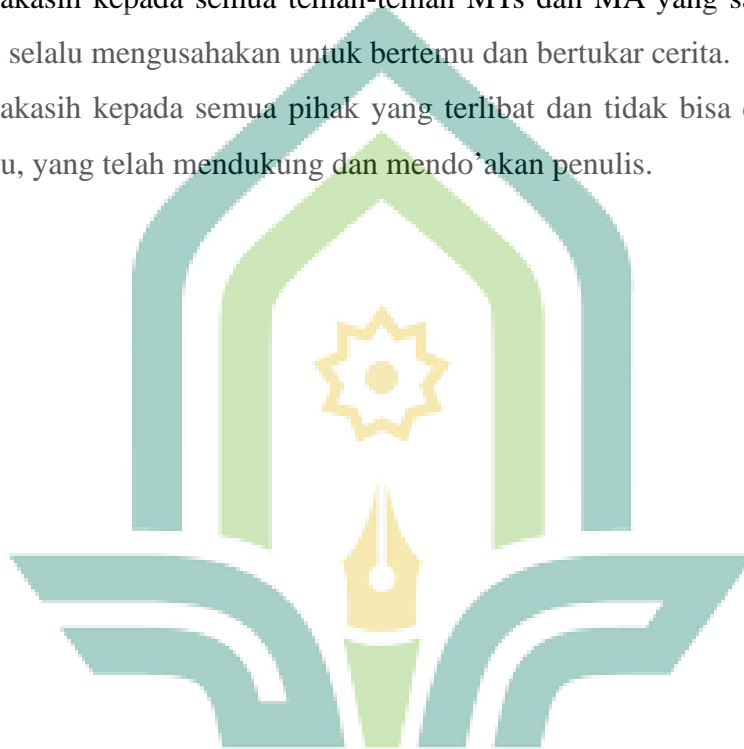 akasih kepada semua teman-teman MTs dan MA yang sa
selalu mengusahakan untuk bertemu dan bertukar cerita.
akasih kepada semua pihak yang terlibat dan tidak bisa
u, yang telah mendukung dan mendo’akan penulis.